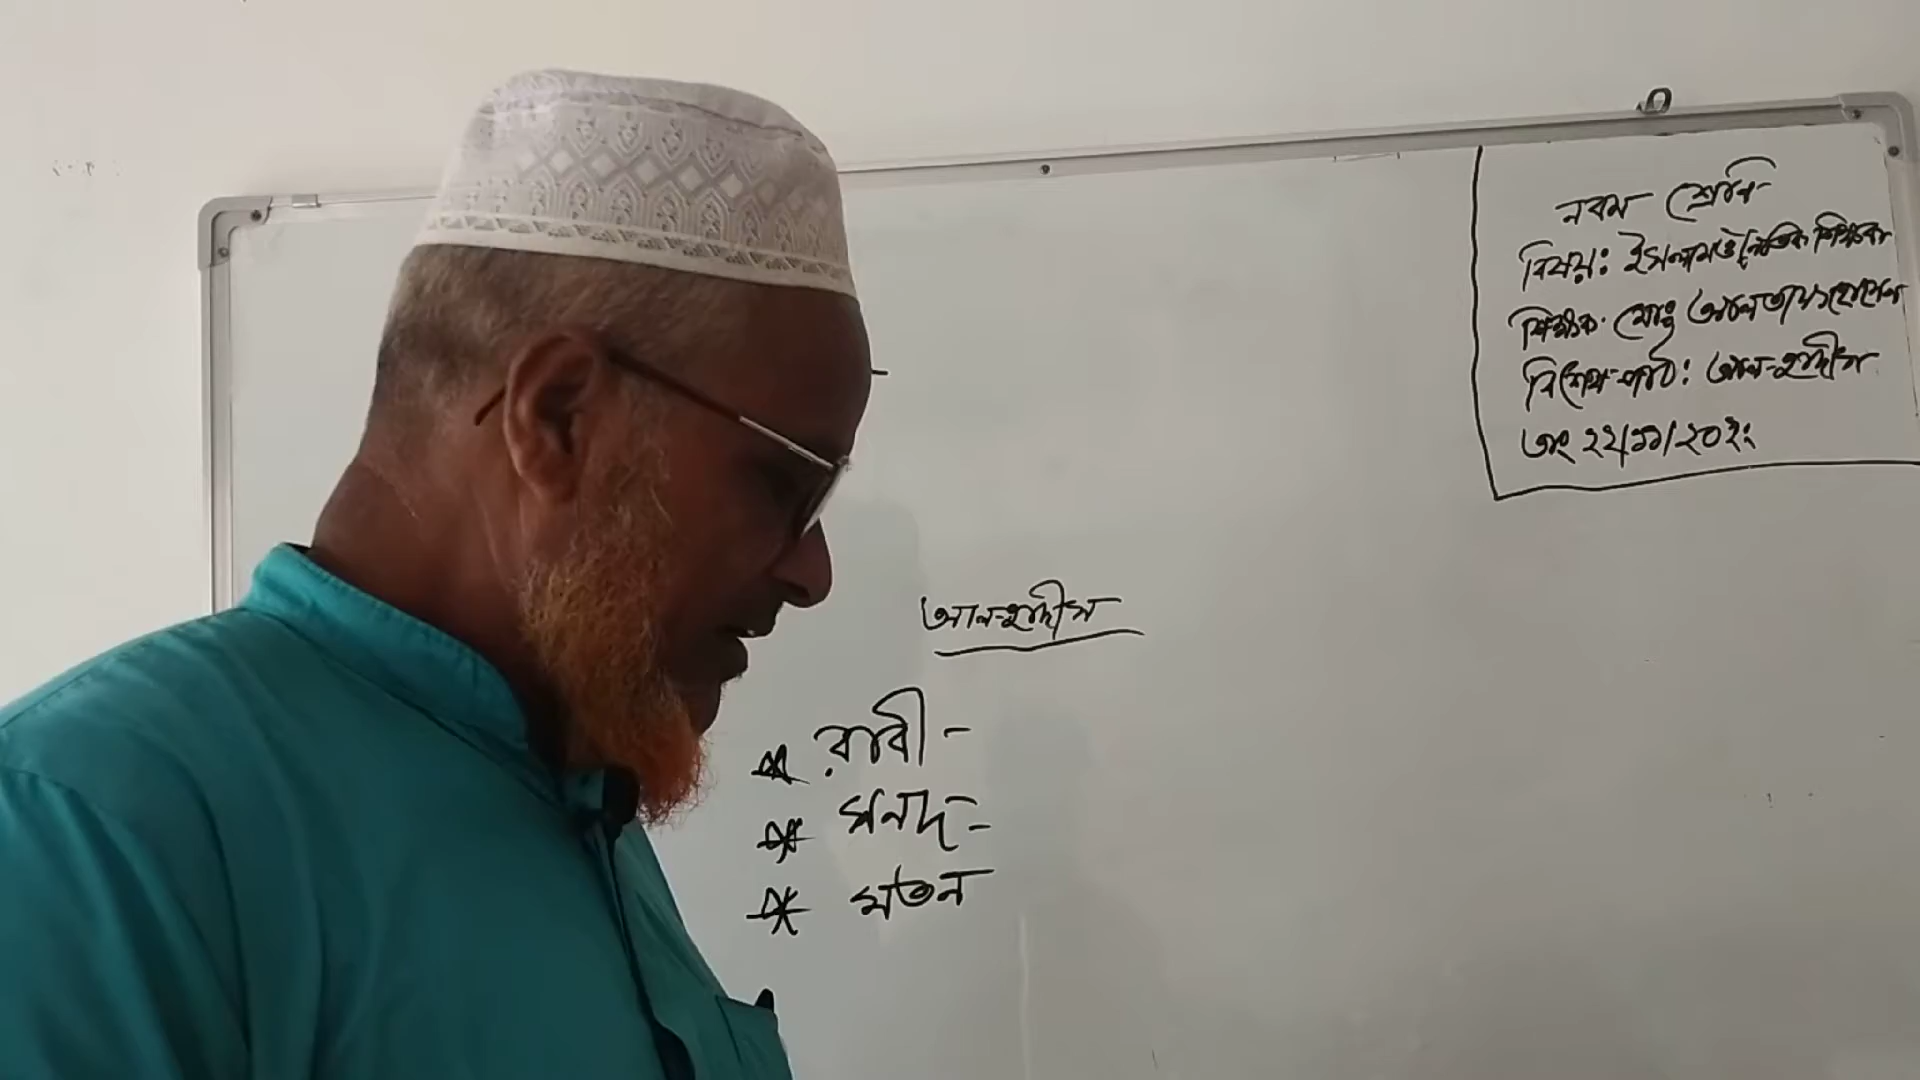 নবম শ্রেণি
বিষয়: ইসলাম ও নৈতিক শিক্ষা
শিক্ষক: মোঃ আলতাফ হোসেন
বিশেষ পাঠ: আল-হাদীস
তাং
আল-হাদীস
* রাবী -
* সনদ =
* মতন